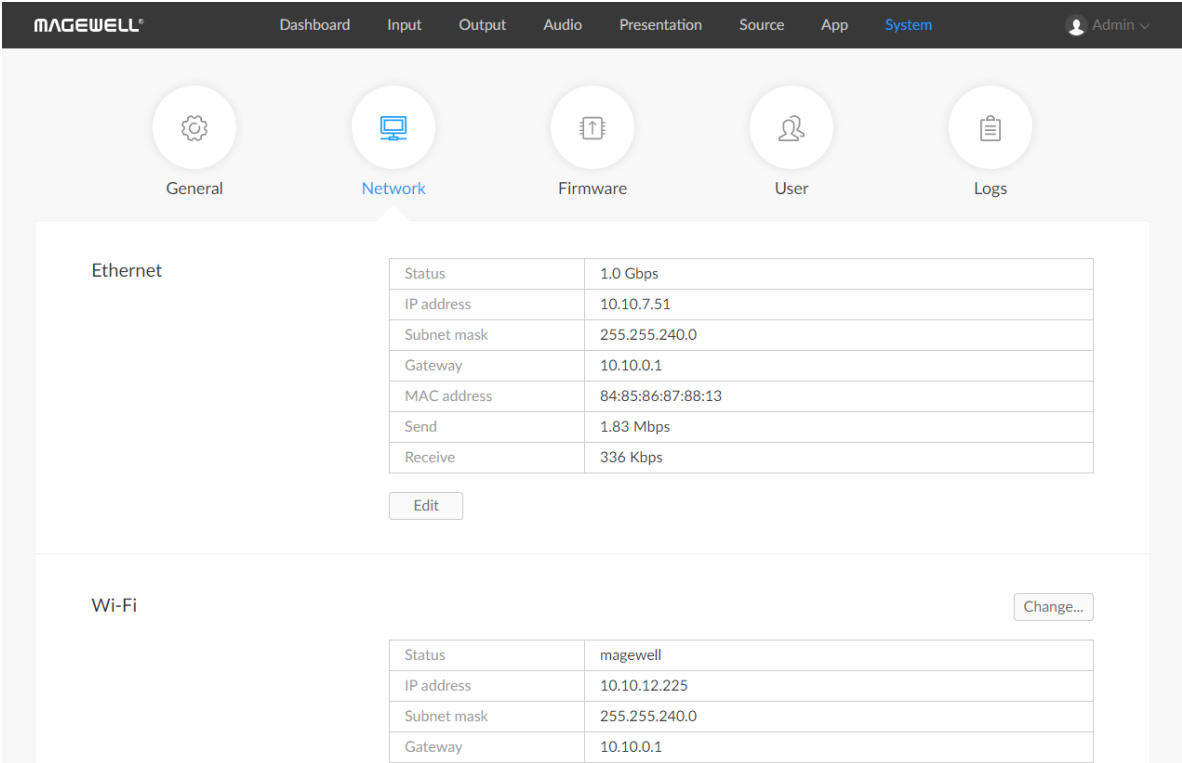 MAGEWELL® Dashboard Input Output Audio Presentation Source App System Admin
General Network Firmware User Logs
Ethernet
Status 1.0 Gbps
IP address 10.10.7.51
Subnet mask 255.255.240.0
Gateway 10.10.0.1
MAC address 84:85:86:87:88:13
Send 1.83 Mbps
Receive 336 Kbps
Edit
Wi-Fi
Change...
Status magewell
IP address 10.10.12.225
Subnet mask 255.255.240.0
Gateway 10.10.0.1